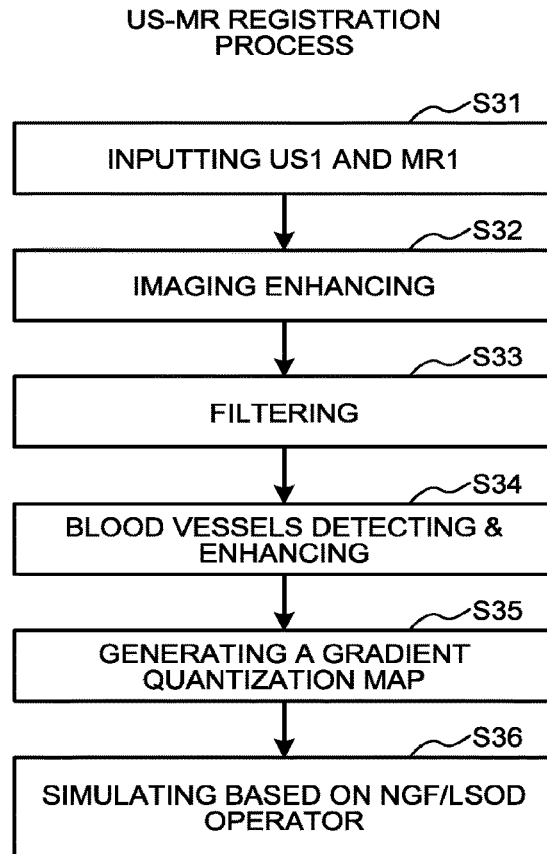 US-MR REGISTRATION
PROCESS
S31
INPUTTING US1 AND MR1
S32
IMAGING ENHANCING
S33
FILTERING
S34
BLOOD VESSELS DETECTING &
ENHANCING
S35
GENERATING A GRADIENT
QUANTIZATION MAP
S36
SIMULATING BASED ON NGF/LSOD
OPERATOR